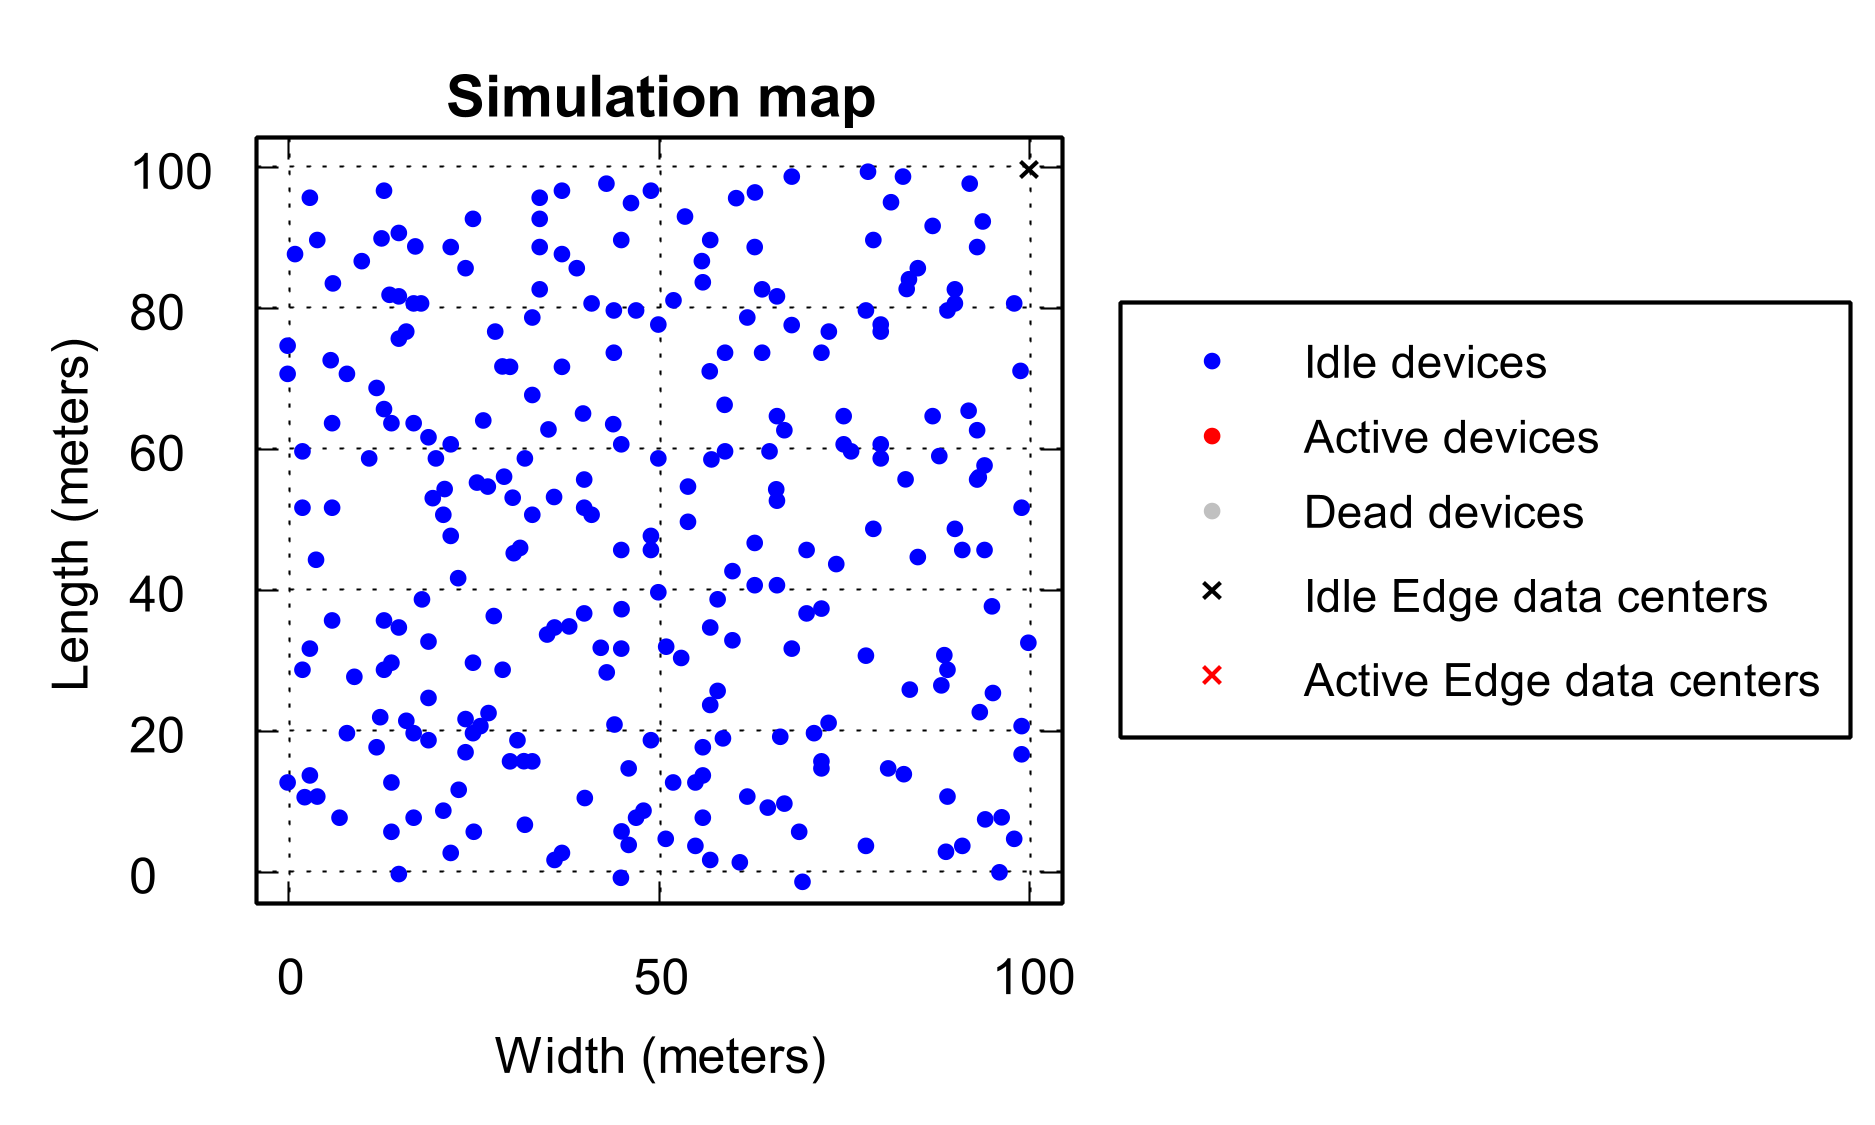 Simulation map
100
80
60
40
20
0
Length (meters)
0 50 100
Width (meters)
Idle devices
Active devices
Dead devices
Idle Edge data centers
Active Edge data centers